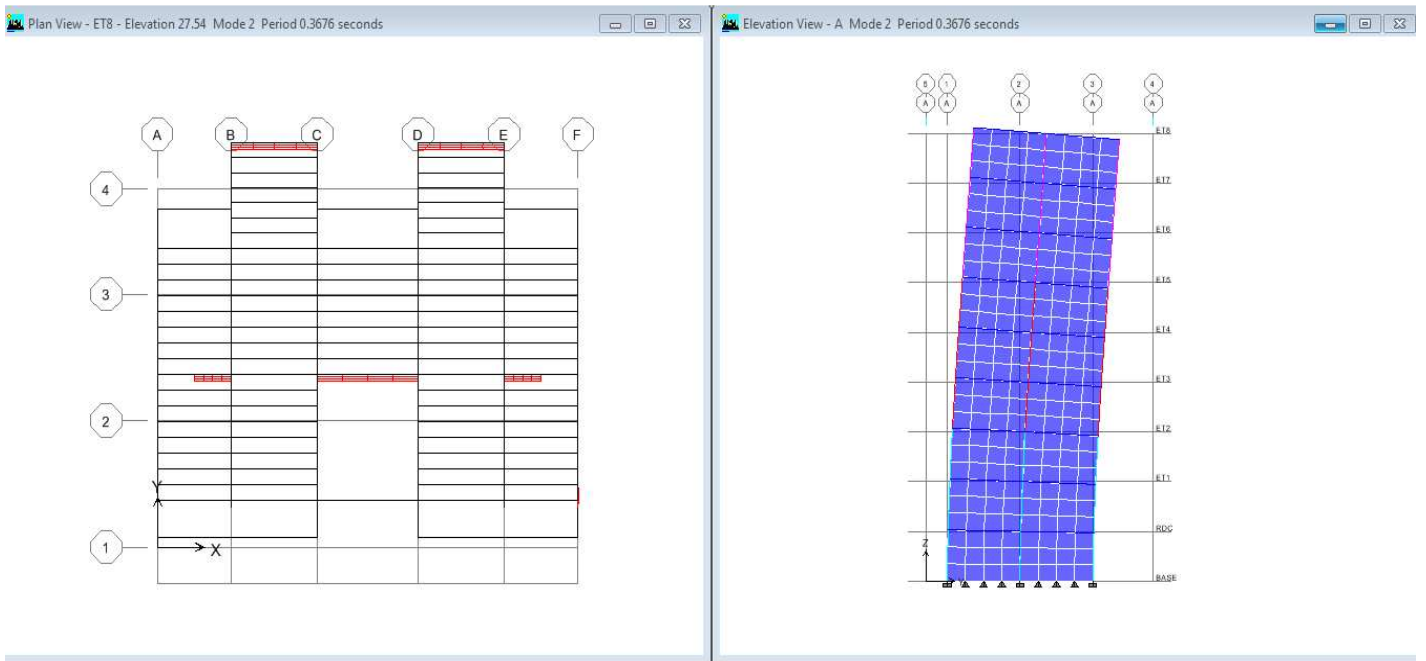 Plan View - ET8 - Elevation 27.54 Mode 2 Period 0.3676 seconds
A B C D E F
4
3
2
1
Y
X
Elevation View - A Mode 2 Period 0.3676 seconds
5 1 2 3 4
A A A A A
ET8
ET7
ET6
ET5
ET4
ET3
ET2
ET1
RDC
Z
BASE